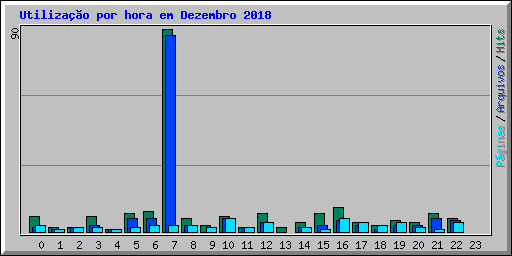 Utilização por hora em Dezembro 2018
90
Páginas / Arquivos / Hits
0 1 2 3 4 5 6 7 8 9 10 11 12 13 14 15 16 17 18 19 20 21 22 23